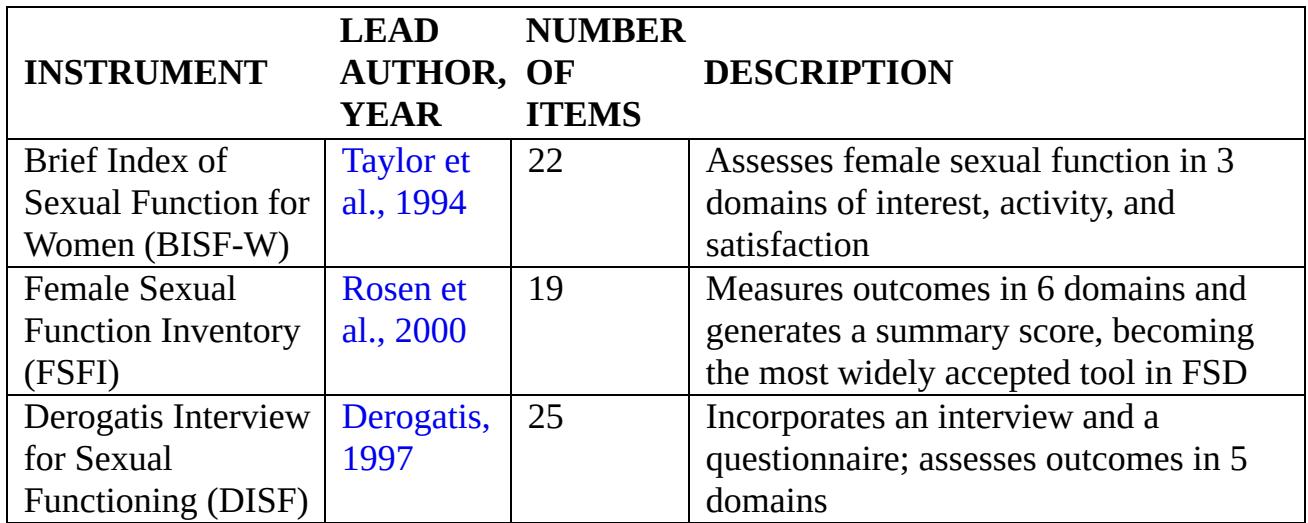 INSTRUMENT
LEAD AUTHOR, YEAR
NUMBER OF ITEMS
DESCRIPTION
Brief Index of
Sexual Function for
Women (BISF-W)
Taylor et
al., 1994
22
Assesses female sexual function in 3
domains of interest, activity, and
satisfaction
Female Sexual
Function Inventory
(FSFI)
Rosen et
al., 2000
19
Measures outcomes in 6 domains and
generates a summary score, becoming
the most widely accepted tool in FSD
Derogatis Interview
for Sexual
Functioning (DISF)
Derogatis,
1997
25
Incorporates an interview and a
questionnaire; assesses outcomes in 5
domains